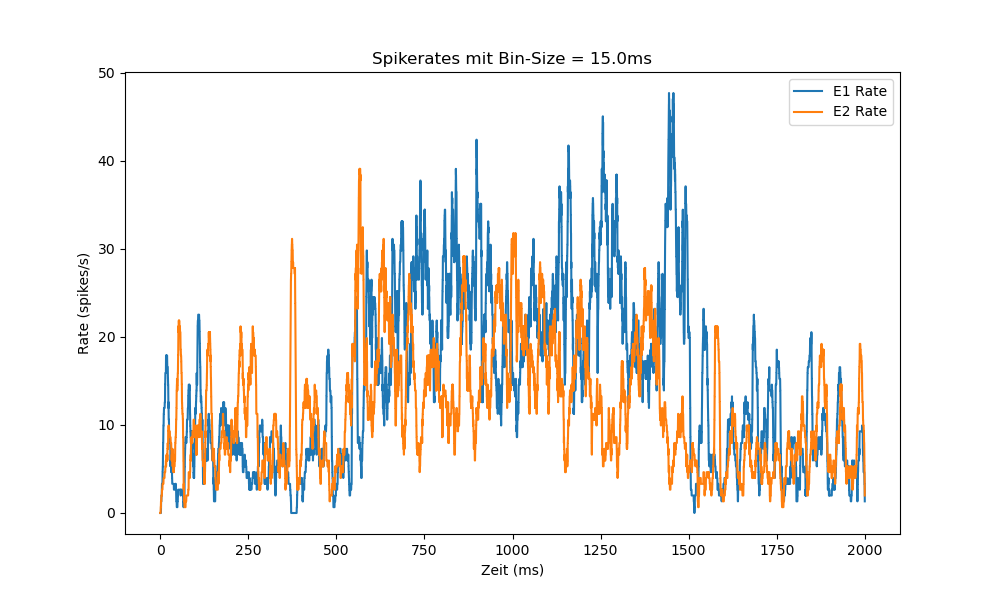 Spikerates mit Bin-Size = 15.0ms
E1 Rate
E2 Rate
50
40
30
20
10
0
Rate (spikes/s)
0 250 500 750 1000 1250 1500 1750 2000
Zeit (ms)